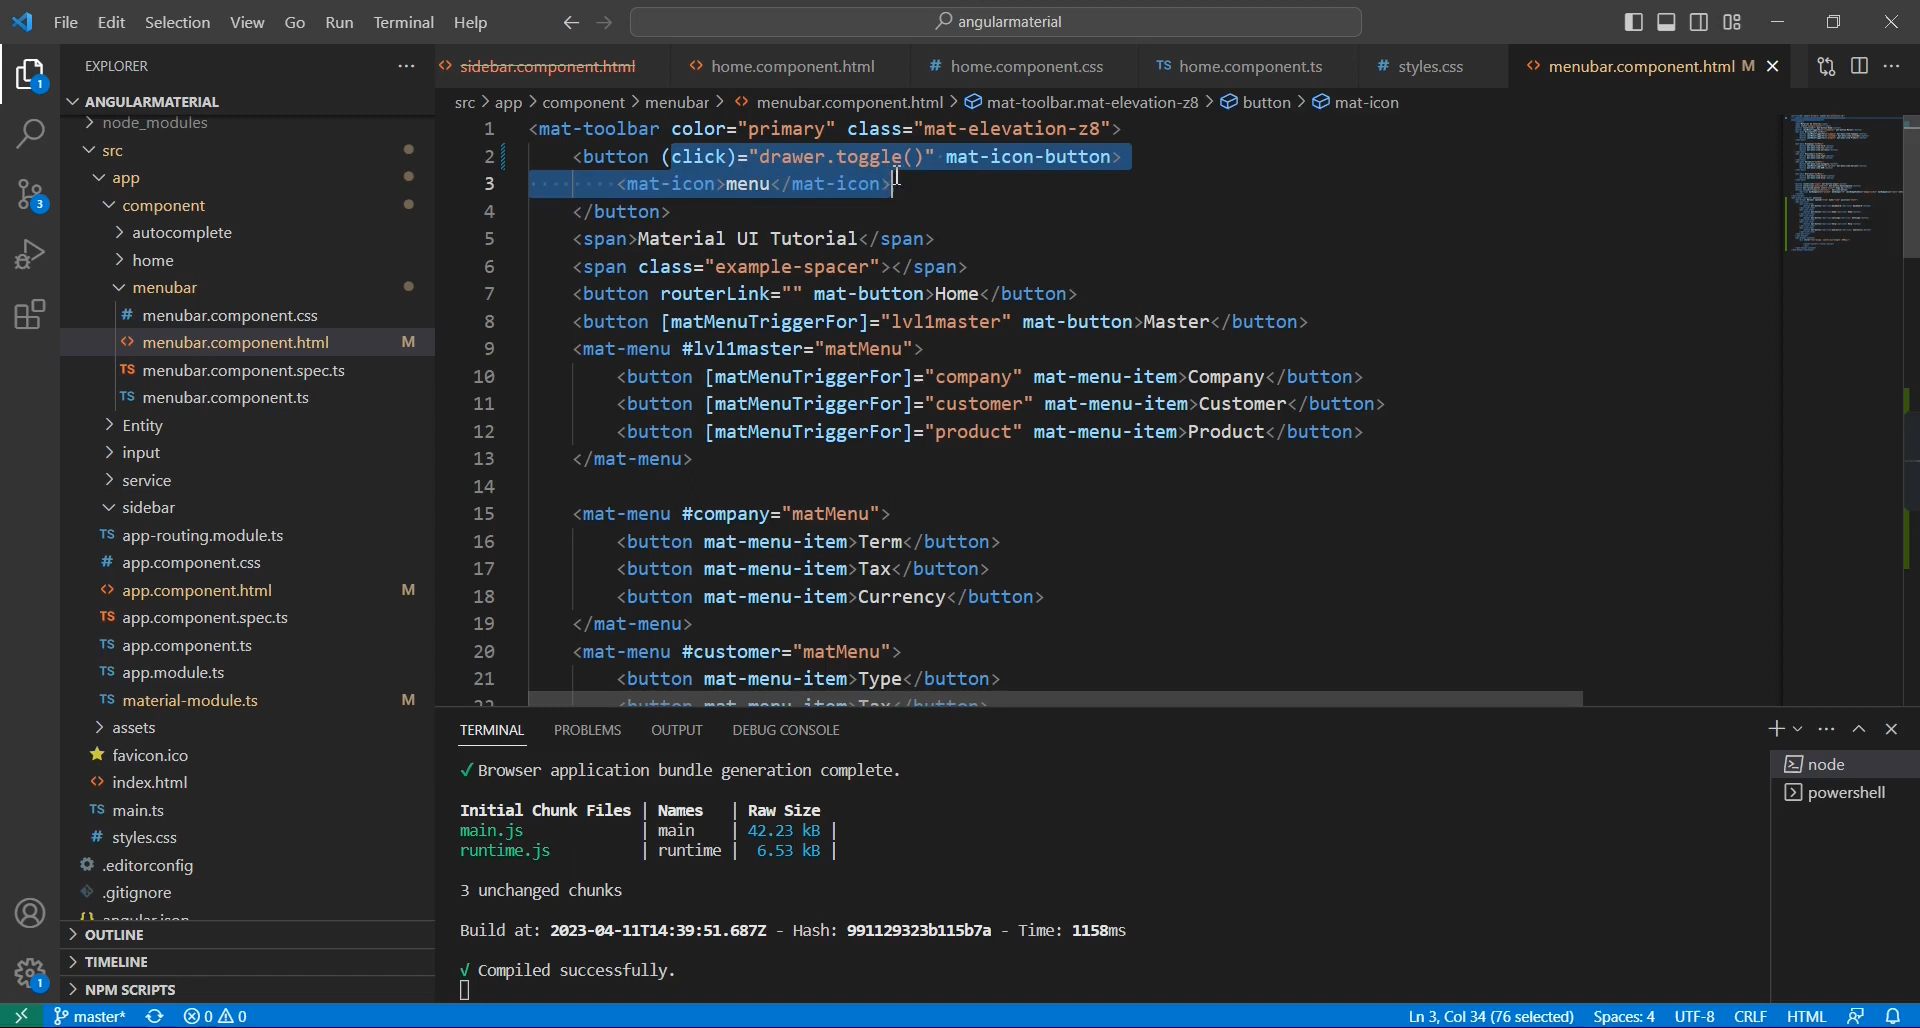 File Edit Selection View Go Run Terminal Help
angularmaterial
EXPLORER
ANGULARMATERIAL
node_modules
src
app
component
autocomplete
home
menubar
menubar.component.css
menubar.component.html M
menubar.component.spec.ts
menubar.component.ts
Entity
input
service
sidebar
app-routing.module.ts
app.component.css
app.component.html M
app.component.spec.ts
app.component.ts
app.module.ts
material-module.ts M
assets
favicon.ico
index.html
main.ts
styles.css
.editorconfig
.gitignore
OUTLINE
TIMELINE
NPM SCRIPTS
sidebar.component.html home.component.html home.component.css home.component.ts styles.css menubar.component.html M
src > app > component > menubar > menubar.component.html > mat-toolbar.mat-elevation-z8 > button > mat-icon
1 <mat-toolbar color="primary" class="mat-elevation-z8">
2 <button (click)="drawer.toggle()" mat-icon-button>
3 <mat-icon>menu</mat-icon>
4 </button>
5 <span>Material UI Tutorial</span>
6 <span class="example-spacer"></span>
7 <button routerLink="" mat-button>Home</button>
8 <button [matMenuTriggerFor]="lvl1master" mat-button>Master</button>
9 <mat-menu #lvl1master="matMenu">
10 <button [matMenuTriggerFor]="company" mat-menu-item>Company</button>
11 <button [matMenuTriggerFor]="customer" mat-menu-item>Customer</button>
12 <button [matMenuTriggerFor]="product" mat-menu-item>Product</button>
13 </mat-menu>
14
15 <mat-menu #company="matMenu">
16 <button mat-menu-item>Term</button>
17 <button mat-menu-item>Tax</button>
18 <button mat-menu-item>Currency</button>
19 </mat-menu>
20 <mat-menu #customer="matMenu">
21 <button mat-menu-item>Type</button>
TERMINAL PROBLEMS OUTPUT DEBUG CONSOLE
node
powershell
√ Browser application bundle generation complete.
Initial Chunk Files | Names | Raw Size
main.js | main | 42.23 kB |
runtime.js | runtime | 6.53 kB |
3 unchanged chunks
Build at: 2023-04-11T14:39:51.687Z - Hash: 991129323b115b7a - Time: 1158ms
√ Compiled successfully.
1
3
1
master* 0 0 Ln 3, Col 34 (76 selected) Spaces: 4 UTF-8 CRLF HTML